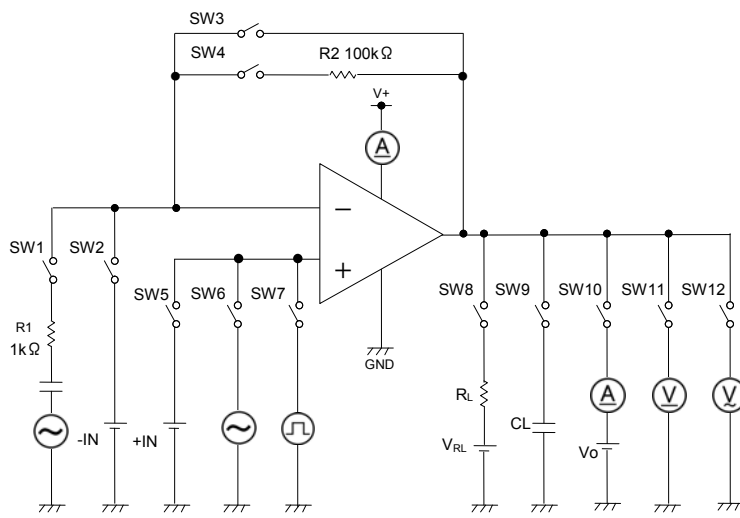 SW3
SW4
R2 100kΩ
V+
A
−
+
SW1
SW2
SW5
SW6
SW7
SW8
SW9
SW10
SW11
SW12
R1
1kΩ
GND
-IN
+IN
RL
VRL
CL
A
Vo
V
V